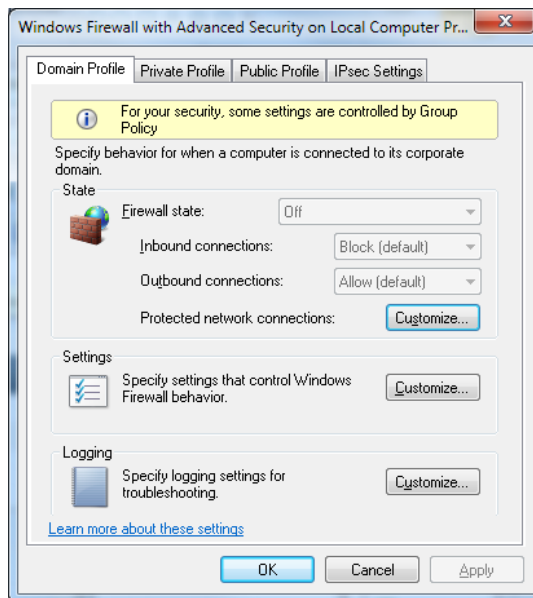 Windows Firewall with Advanced Security on Local Computer Pr...
Domain Profile Private Profile Public Profile IPsec Settings
For your security, some settings are controlled by Group
Policy
Specify behavior for when a computer is connected to its corporate
domain.
State
Firewall state: Off
Inbound connections: Block (default)
Outbound connections: Allow (default)
Protected network connections: Customize...
Settings
Specify settings that control Windows
Firewall behavior.
Customize...
Logging
Specify logging settings for
troubleshooting.
Customize...
Learn more about these settings
OK Cancel Apply